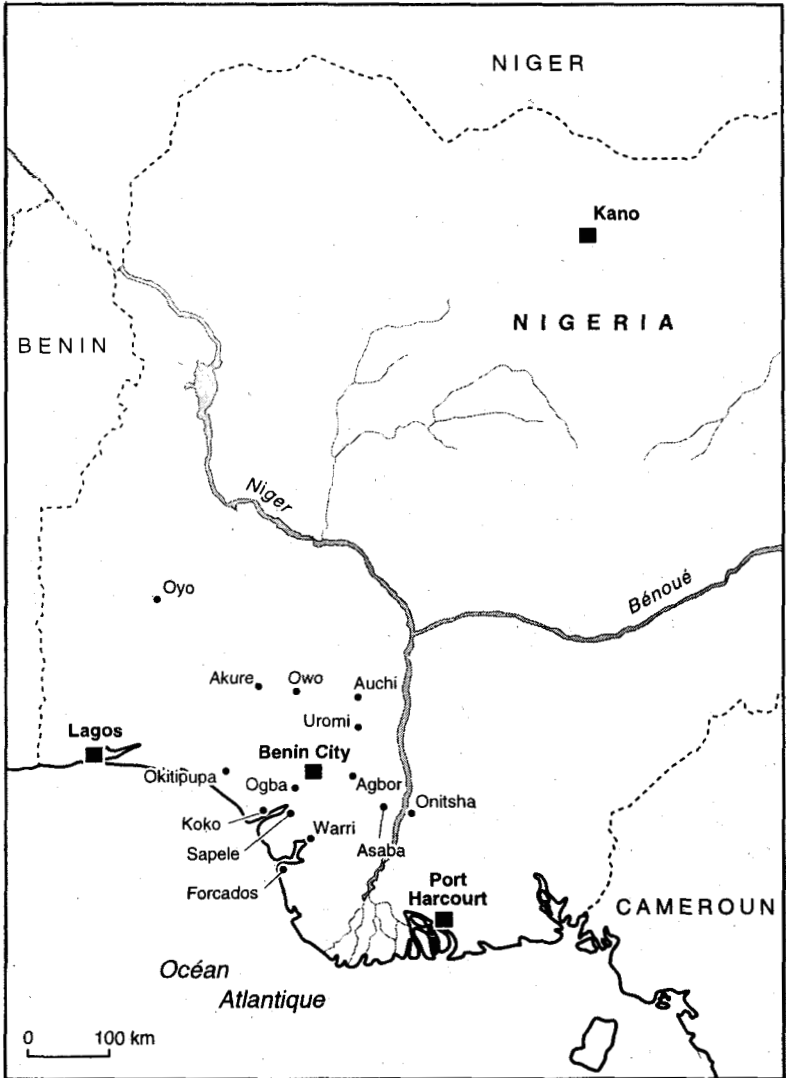 NIGER
Kano
NIGERIA
BENIN
Niger
Bénoué
Oyo
Akure
Owo
Auchi
Uromi
Lagos
Benin City
Okitipupa
Ogba
Agbor
Onitsha
Koko
Warri
Sapele
Asaba
Forcados
Port
Harcourt
CAMEROUN
Océan
Atlantique
0 100 km